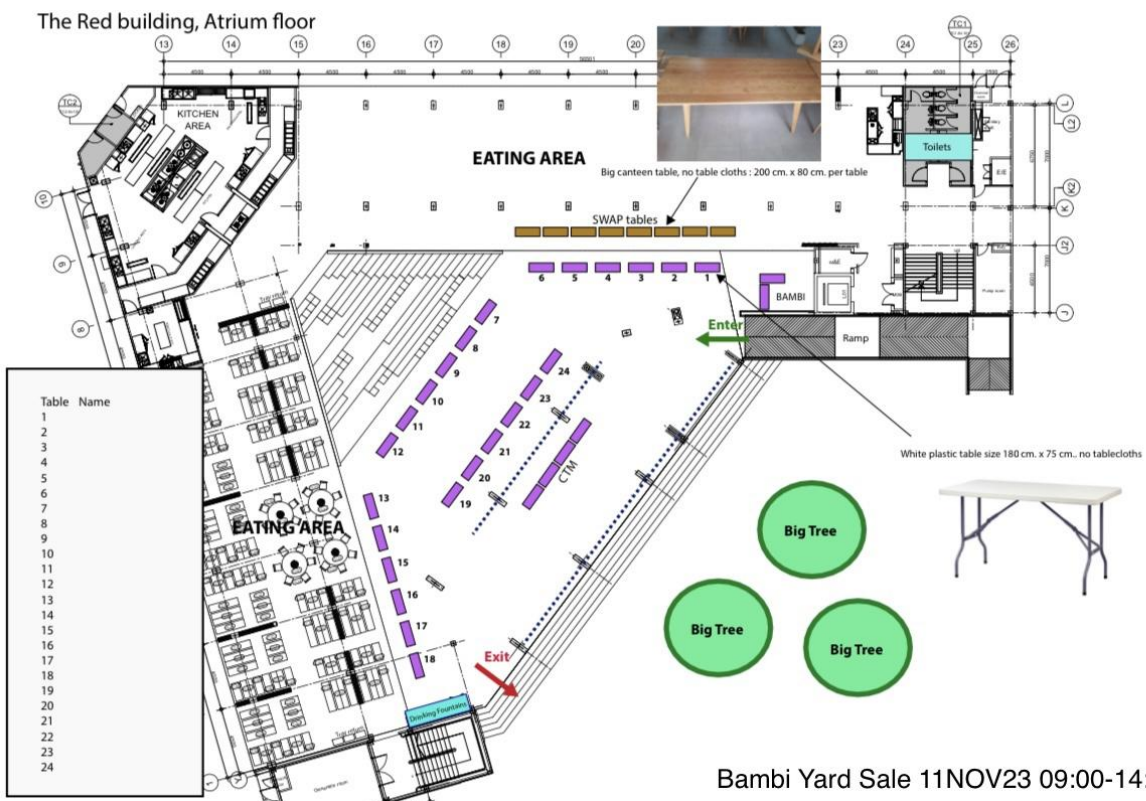 The Red building, Atrium floor
13 14 15 16 17 18 19 20 23 24 25 26
TC1
TC2
KITCHEN AREA
EATING AREA
Toilets
L
L2
K2
K
J2
J
Big canteen table, no table cloths : 200 cm. x 80 cm. per table
SWAP tables
6 5 4 3 2 1
BAMBI
Enter
Ramp
10
9
8
7
8
9
10
11
12
24
23
22
21
20
19
CTM
White plastic table size 180 cm. x 75 cm.. no tablecloths
13
14
15
16
17
18
EATING AREA
Exit
Drinking Fountains
Big Tree
Big Tree
Big Tree
Table Name
1
2
3
4
5
6
7
8
9
10
11
12
13
14
15
16
17
18
19
20
21
22
23
24
Bambi Yard Sale 11NOV23 09:00-14